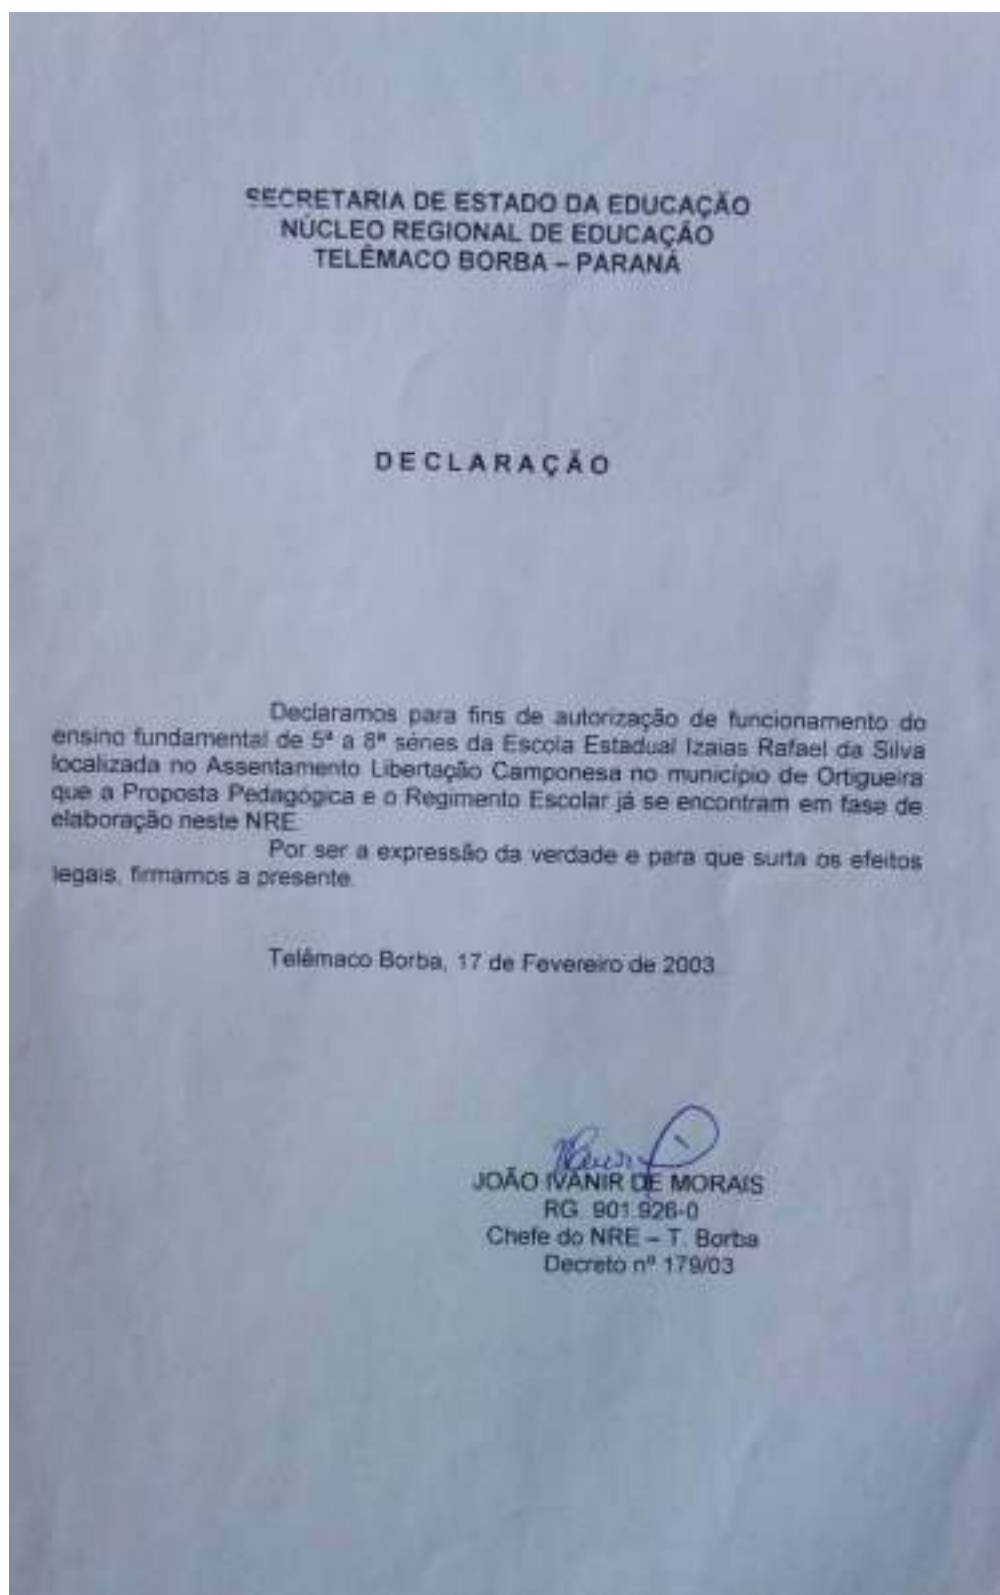 SECRETARIA DE ESTADO DA EDUCAÇÃO
NÚCLEO REGIONAL DE EDUCAÇÃO
TELÊMACO BORBA – PARANÁ
DECLARAÇÃO
Declaramos para fins de autorização de funcionamento do
ensino fundamental de 5ª a 8ª séries da Escola Estadual Izaias Rafael da Silva
localizada no Assentamento Libertação Camponesa no município de Ortigueira
que a Proposta Pedagógica e o Regimento Escolar já se encontram em fase de
elaboração neste NRE.
Por ser a expressão da verdade e para que surta os efeitos
legais, firmamos a presente.
Telêmaco Borba, 17 de Fevereiro de 2003.
JOÃO IVANIR DE MORAIS
RG. 901.926-0
Chefe do NRE – T. Borba
Decreto nº 179/03